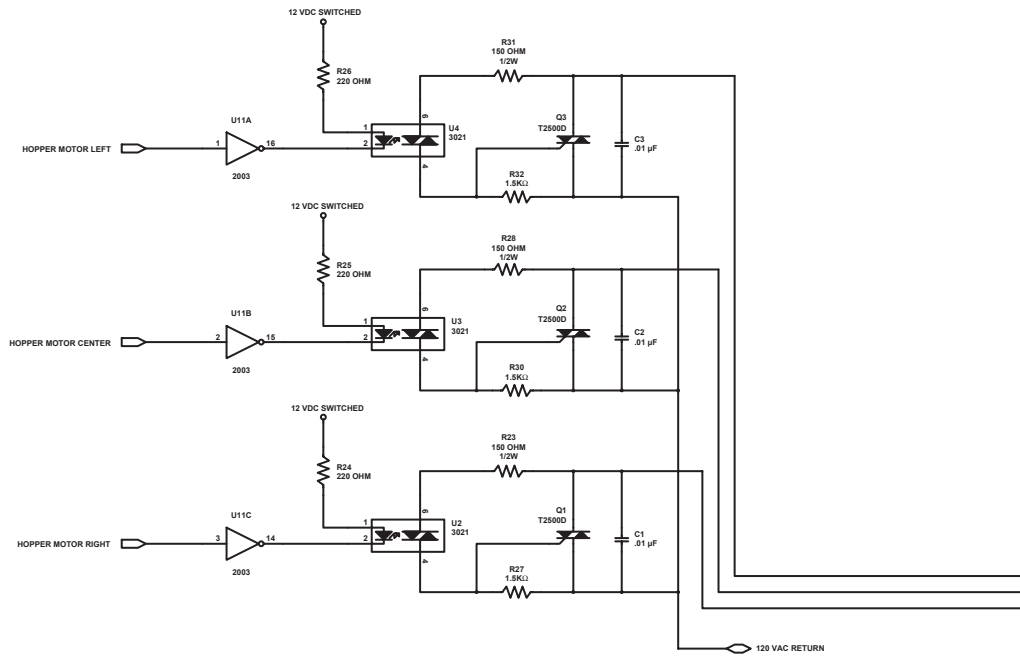 12 VDC SWITCHED
R26
220 OHM
R31
150 OHM
1/2W
U11A
HOPPER MOTOR LEFT
1
16
2003
1
2
6
4
U4
3021
Q3
T2500D
C3
.01 µF
R32
1.5KΩ
12 VDC SWITCHED
R25
220 OHM
R28
150 OHM
1/2W
U11B
HOPPER MOTOR CENTER
2
15
2003
1
2
6
4
U3
3021
Q2
T2500D
C2
.01 µF
R30
1.5KΩ
12 VDC SWITCHED
R24
220 OHM
R23
150 OHM
1/2W
U11C
HOPPER MOTOR RIGHT
3
14
2003
1
2
6
4
U2
3021
Q1
T2500D
C1
.01 µF
R27
1.5KΩ
120 VAC RETURN